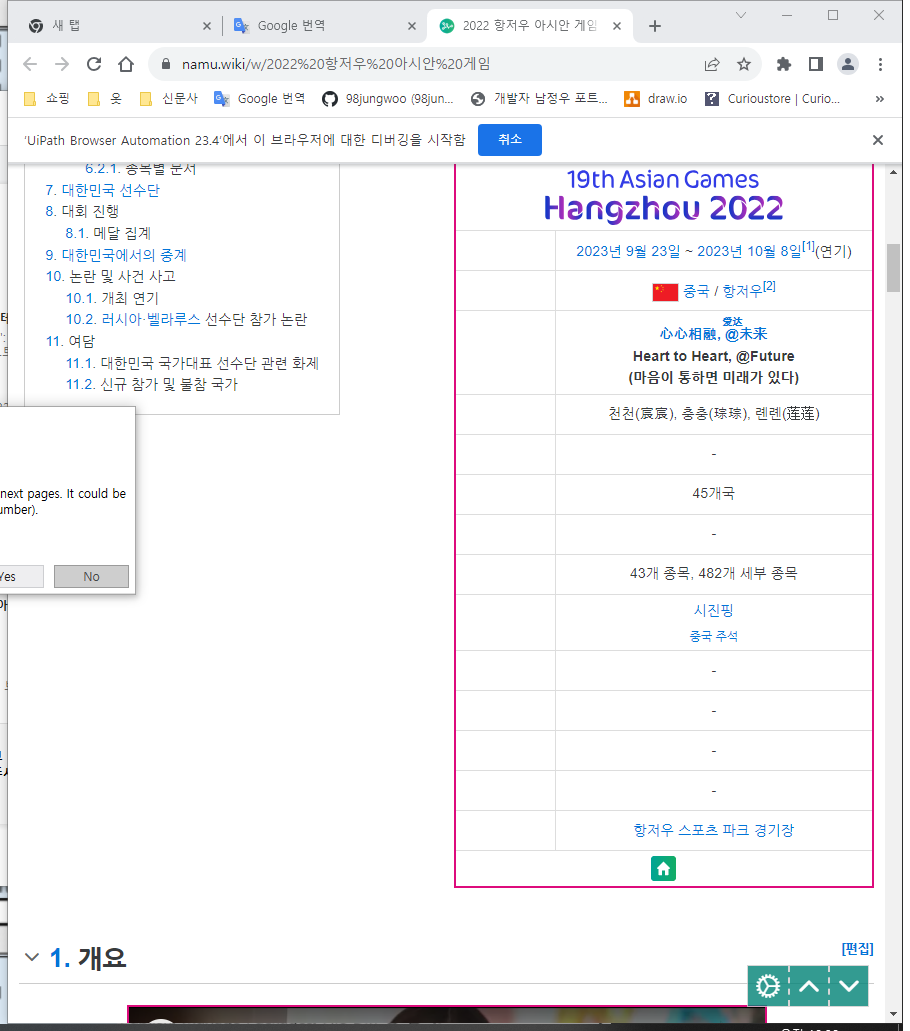 새 탭
Google 번역
2022 항저우 아시안 게임
namu.wiki/w/2022%20항저우%20아시안%20게임
쇼핑
옷
신문사
Google 번역
98jungwoo (98jun...
개발자 남정우 포트...
draw.io
Curioustore | Curio...
»
'UiPath Browser Automation 23.4'에서 이 브라우저에 대한 디버깅을 시작함
취소
6.2.1. 종목별 문서
7. 대한민국 선수단
8. 대회 진행
8.1. 메달 집계
9. 대한민국에서의 중계
10. 논란 및 사건 사고
10.1. 개최 연기
10.2. 러시아·벨라루스 선수단 참가 논란
11. 여담
11.1. 대한민국 국가대표 선수단 관련 화제
11.2. 신규 참가 및 불참 국가
next pages. It could be
umber).
Yes
No
19th Asian Games
Hangzhou 2022
2023년 9월 23일 ~ 2023년 10월 8일[1](연기)
중국 / 항저우[2]
爱达
心心相融, @未来
Heart to Heart, @Future
(마음이 통하면 미래가 있다)
천천(宸宸), 충충(琮琮), 롄롄(莲莲)
-
45개국
-
43개 종목, 482개 세부 종목
시진핑
중국 주석
-
-
-
-
항저우 스포츠 파크 경기장
1. 개요
[편집]